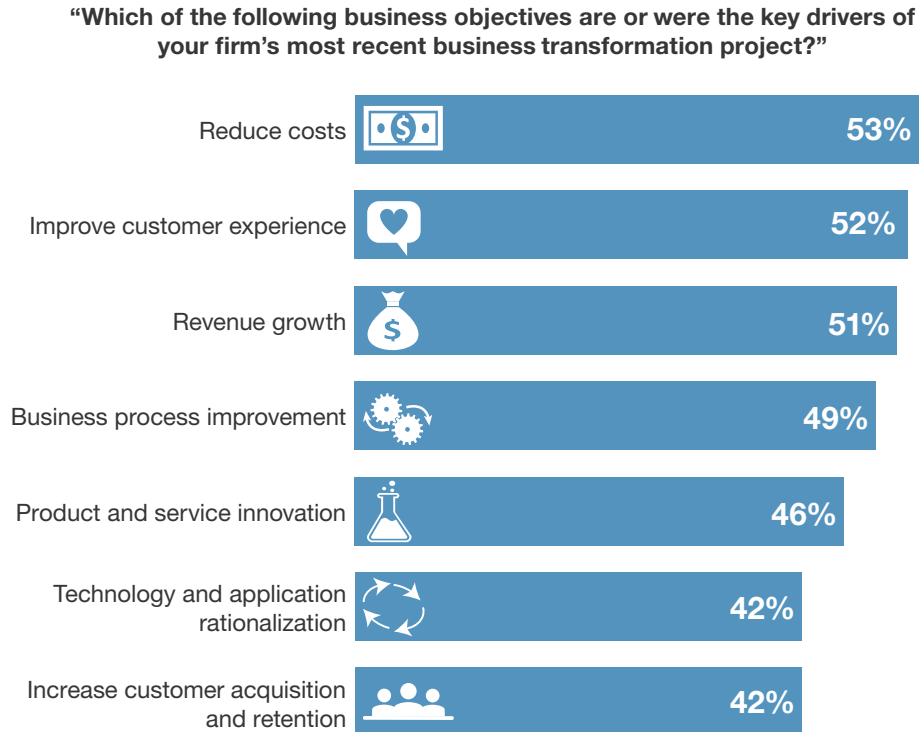 “Which of the following business objectives are or were the key drivers of
your firm’s most recent business transformation project?”
Reduce costs
$
53%
Improve customer experience
52%
Revenue growth
$
51%
Business process improvement
49%
Product and service innovation
46%
Technology and application
rationalization
42%
Increase customer acquisition
and retention
42%